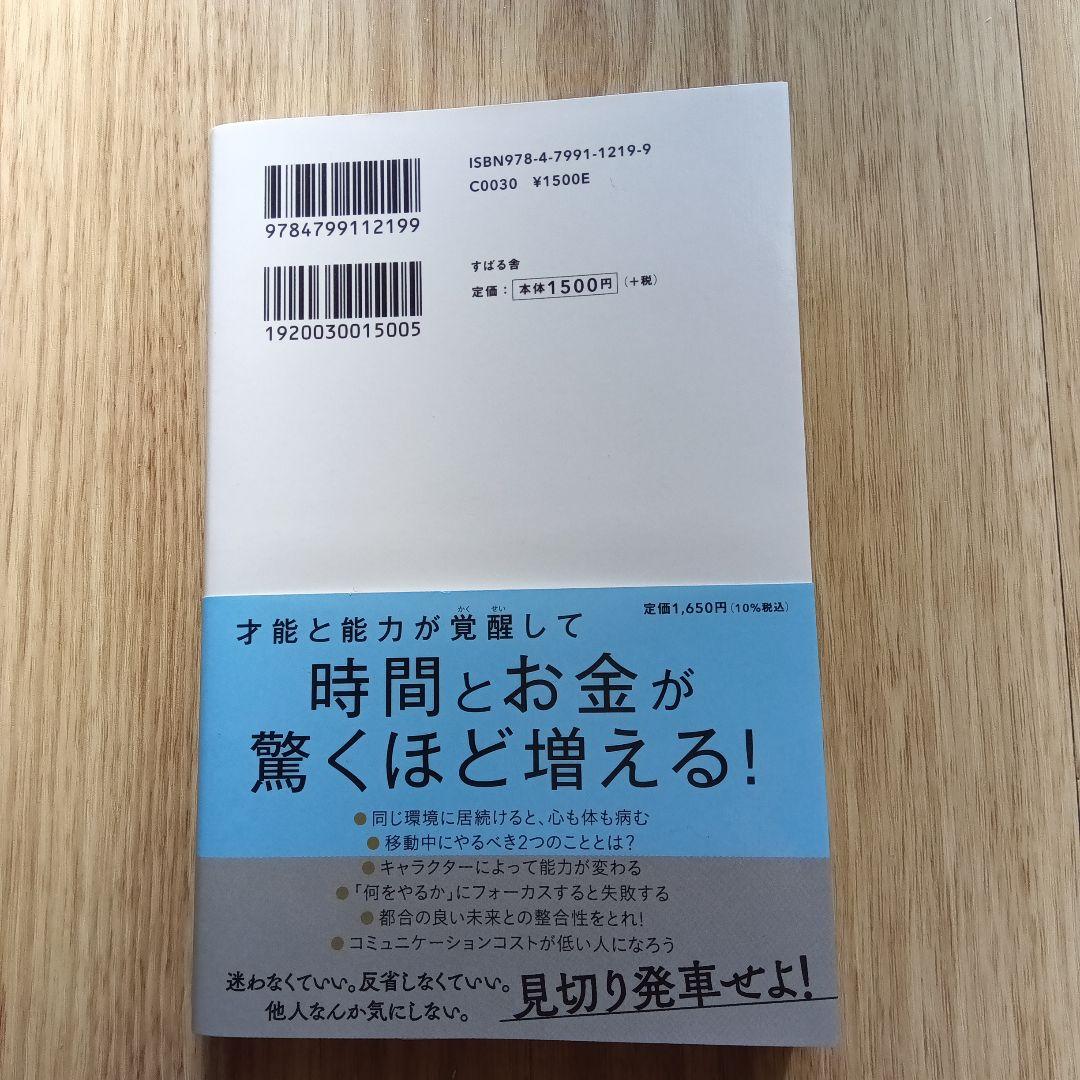 ISBN978-4-7991-1219-9
C0030 ¥1500E
9784799112199
すばる舎
定価：本体1500円（＋税）
1920030015005
定価1,650円（10%税込）
かく せい
才能と能力が覚醒して
時間とお金が
驚くほど増える！
●同じ環境に居続けると、心も体も病む
●移動中にやるべき2つのこととは？
●キャラクターによって能力が変わる
●「何をやるか」にフォーカスすると失敗する
●都合の良い未来との整合性をとれ！
●コミュニケーションコストが低い人になろう
迷わなくていい。反省しなくていい。
他人なんか気にしない。
見切り発車せよ！